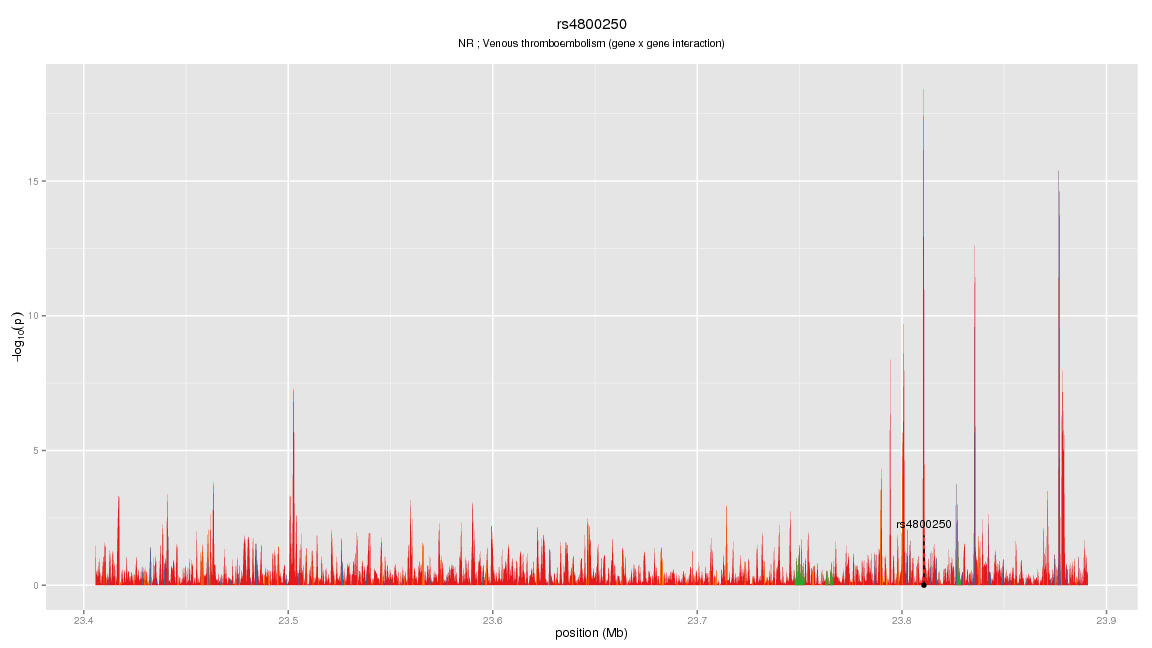 rs4800250
NR ; Venous thromboembolism (gene x gene interaction)
−log10(p)
15
10
5
0
rs4800250
23.4 23.5 23.6 23.7 23.8 23.9
position (Mb)